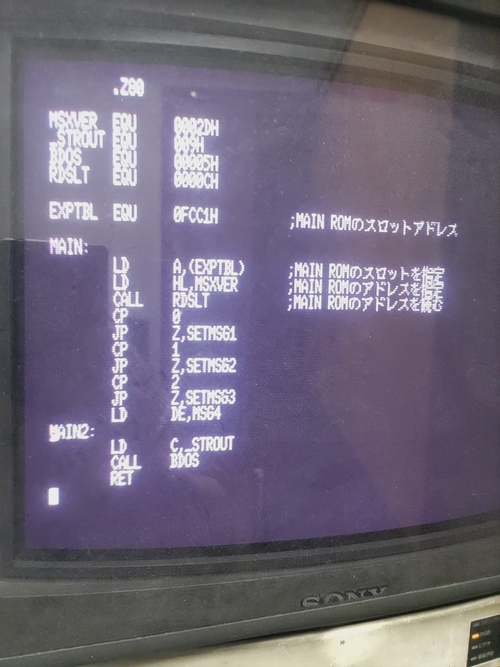 .Z80
MSXVER EQU 0002DH
_STROUT EQU 009H
BDOS EQU 00005H
RDSLT EQU 0000CH
EXPTBL EQU 0FCC1H ;MAIN ROMのスロットアドレス
MAIN:
LD A,(EXPTBL) ;MAIN ROMのスロットを指定
LD HL,MSXVER ;MAIN ROMのアドレスを指定
CALL RDSLT ;MAIN ROMのアドレスを読む
CP 0
JP Z,SETMSG1
CP 1
JP Z,SETMSG2
CP 2
JP Z,SETMSG3
LD DE,MSG4
MAIN2:
LD C,_STROUT
CALL BDOS
RET
SONY